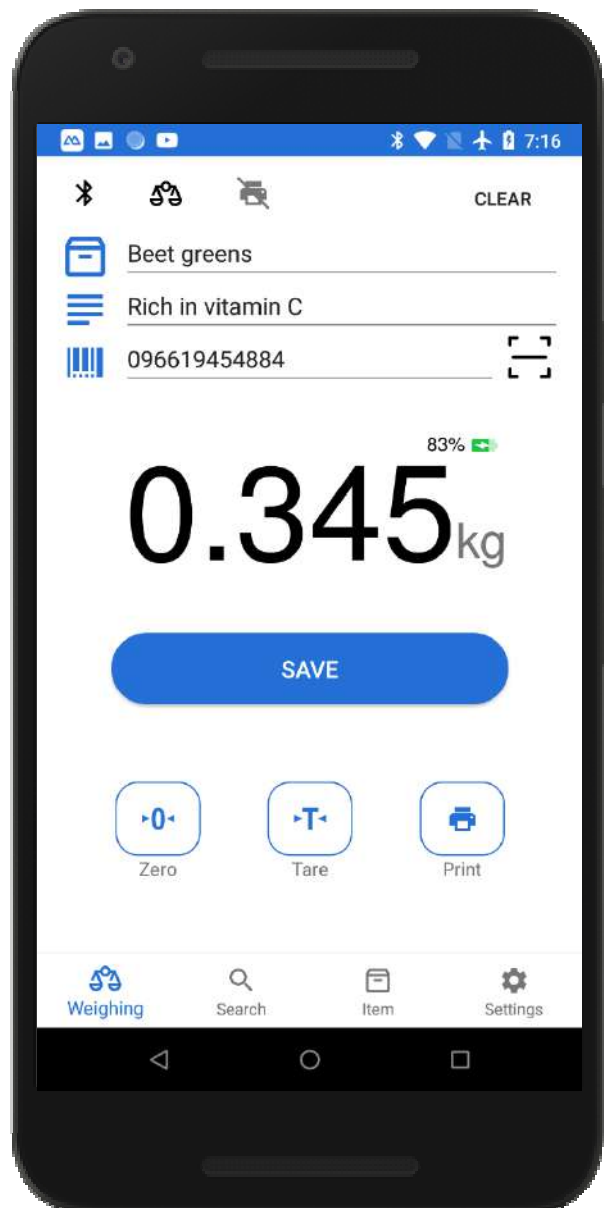 7:16
CLEAR
Beet greens
Rich in vitamin C
096619454884
83%
0.345kg
SAVE
0 T
Zero Tare Print
Weighing Search Item Settings